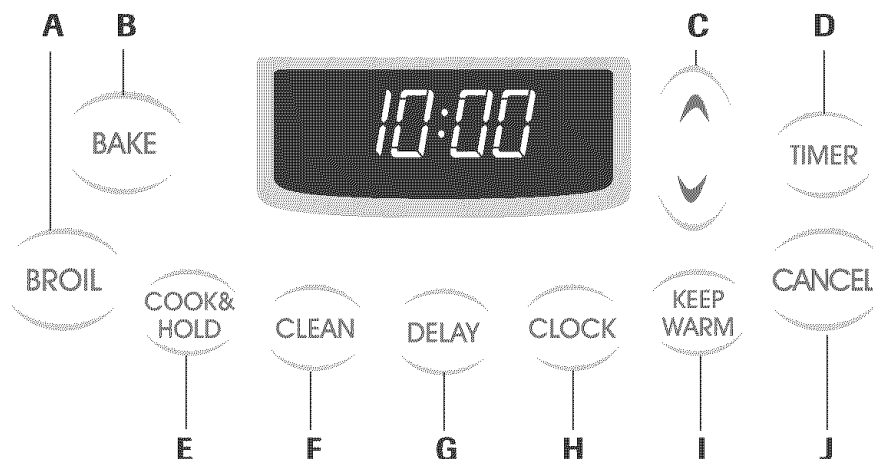 A B C D
BAKE
10:00
TIMER
BROIL
COOK&
HOLD
CLEAN
DELAY
CLOCK
KEEP
WARM
CANCEL
E F G H I J